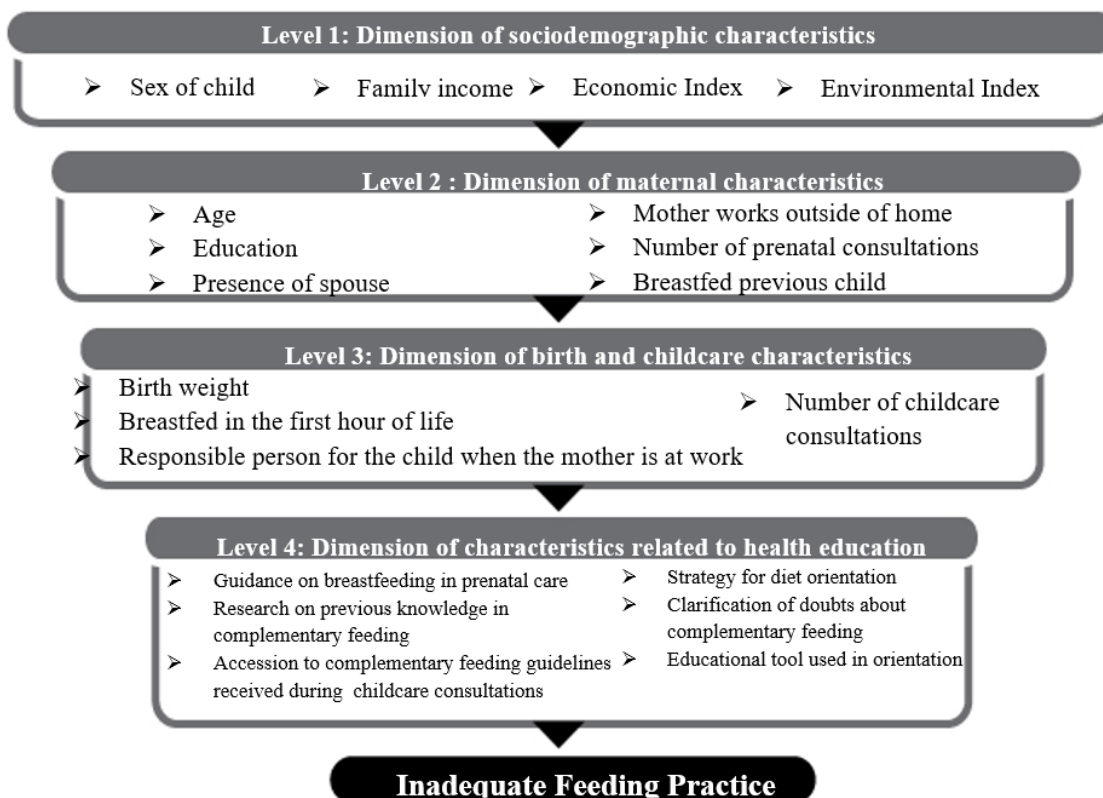 Level 1: Dimension of sociodemographic characteristics
➢ Sex of child ➢ Family income ➢ Economic Index ➢ Environmental Index
Level 2 : Dimension of maternal characteristics
➢ Age
➢ Education
➢ Presence of spouse
➢ Mother works outside of home
➢ Number of prenatal consultations
➢ Breastfed previous child
Level 3: Dimension of birth and childcare characteristics
➢ Birth weight
➢ Breastfed in the first hour of life
➢ Responsible person for the child when the mother is at work
➢ Number of childcare
consultations
Level 4: Dimension of characteristics related to health education
➢ Guidance on breastfeeding in prenatal care
➢ Research on previous knowledge in
complementary feeding
➢ Accession to complementary feeding guidelines
received during childcare consultations
➢ Strategy for diet orientation
➢ Clarification of doubts about
complementary feeding
➢ Educational tool used in orientation
Inadequate Feeding Practice